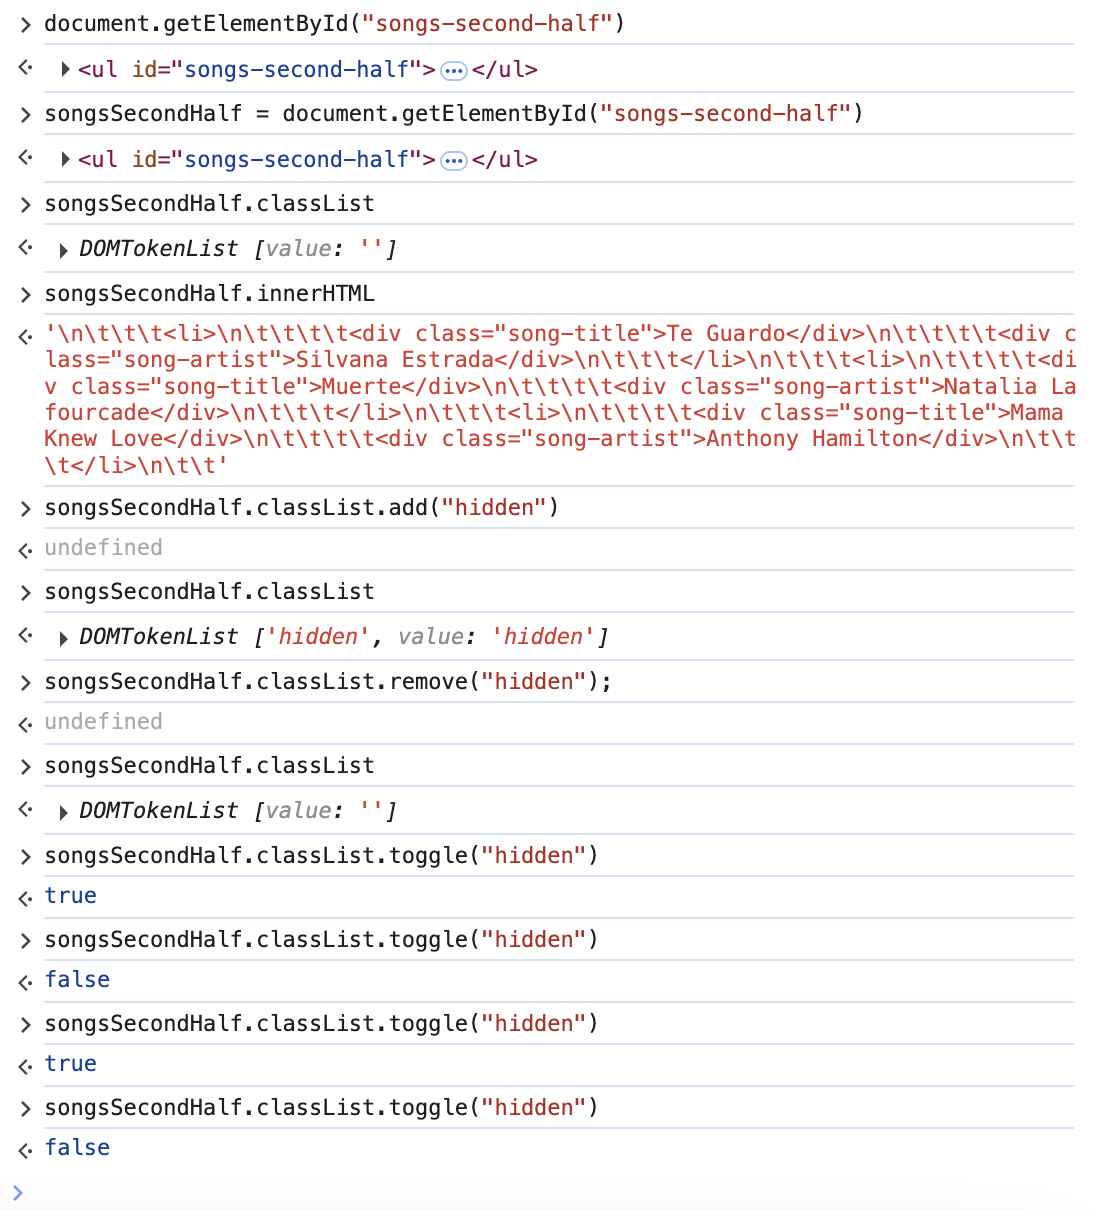 document.getElementById("songs-second-half")
<ul id="songs-second-half">…</ul>
songsSecondHalf = document.getElementById("songs-second-half")
<ul id="songs-second-half">…</ul>
songsSecondHalf.classList
DOMTokenList [value: '']
songsSecondHalf.innerHTML
'\n\t\t\t<li>\n\t\t\t\t<div class="song-title">Te Guardo</div>\n\t\t\t\t<div c
lass="song-artist">Silvana Estrada</div>\n\t\t\t</li>\n\t\t\t<li>\n\t\t\t\t<di
v class="song-title">Muerte</div>\n\t\t\t\t<div class="song-artist">Natalia La
fourcade</div>\n\t\t\t</li>\n\t\t\t<li>\n\t\t\t\t<div class="song-title">Mama
Knew Love</div>\n\t\t\t\t<div class="song-artist">Anthony Hamilton</div>\n\t\t
\t</li>\n\t\t'
songsSecondHalf.classList.add("hidden")
undefined
songsSecondHalf.classList
DOMTokenList ['hidden', value: 'hidden']
songsSecondHalf.classList.remove("hidden");
undefined
songsSecondHalf.classList
DOMTokenList [value: '']
songsSecondHalf.classList.toggle("hidden")
true
songsSecondHalf.classList.toggle("hidden")
false
songsSecondHalf.classList.toggle("hidden")
true
songsSecondHalf.classList.toggle("hidden")
false